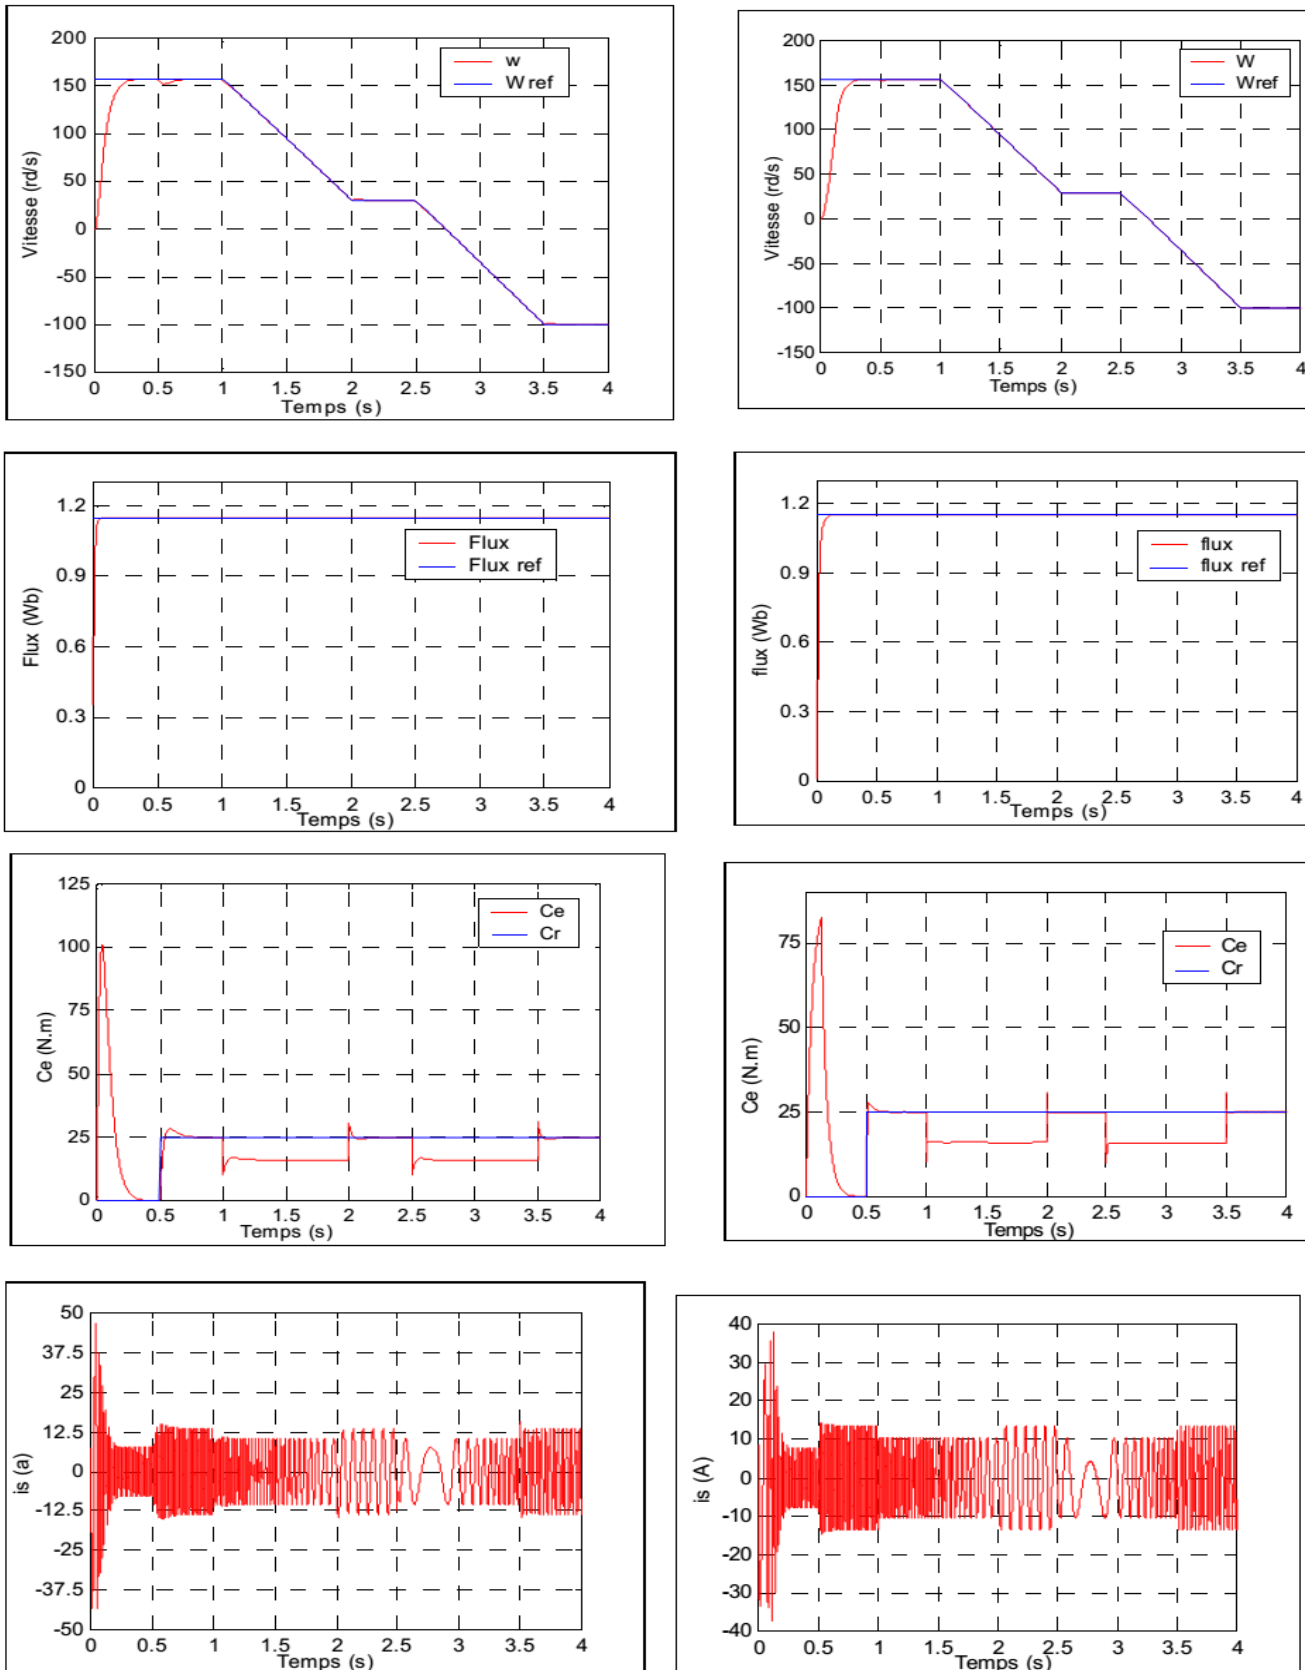 200
150
100
50
0
-50
-100
-150
Vitesse (rd/s)
w
W ref
0 0.5 1 1.5 2 2.5 3 3.5 4
Temps (s)
200
150
100
50
0
-50
-100
-150
Vitesse (rd/s)
W
Wref
0 0.5 1 1.5 2 2.5 3 3.5 4
Temps (s)
1.2
0.9
0.6
0.3
0
Flux (Wb)
Flux
Flux ref
0 0.5 1 1.5 2 2.5 3 3.5 4
Temps (s)
1.2
0.9
0.6
0.3
0
flux (Wb)
flux
flux ref
0 0.5 1 1.5 2 2.5 3 3.5 4
Temps (s)
125
100
75
50
25
0
Ce (N.m)
Ce
Cr
0 0.5 1 1.5 2 2.5 3 3.5 4
Temps (s)
75
50
25
0
Ce (N.m)
Ce
Cr
0 0.5 1 1.5 2 2.5 3 3.5 4
Temps (s)
50
37.5
25
12.5
0
-12.5
-25
-37.5
-50
is (a)
0 0.5 1 1.5 2 2.5 3 3.5 4
Temps (s)
40
30
20
10
0
-10
-20
-30
-40
is (A)
0 0.5 1 1.5 2 2.5 3 3.5 4
Temps (s)